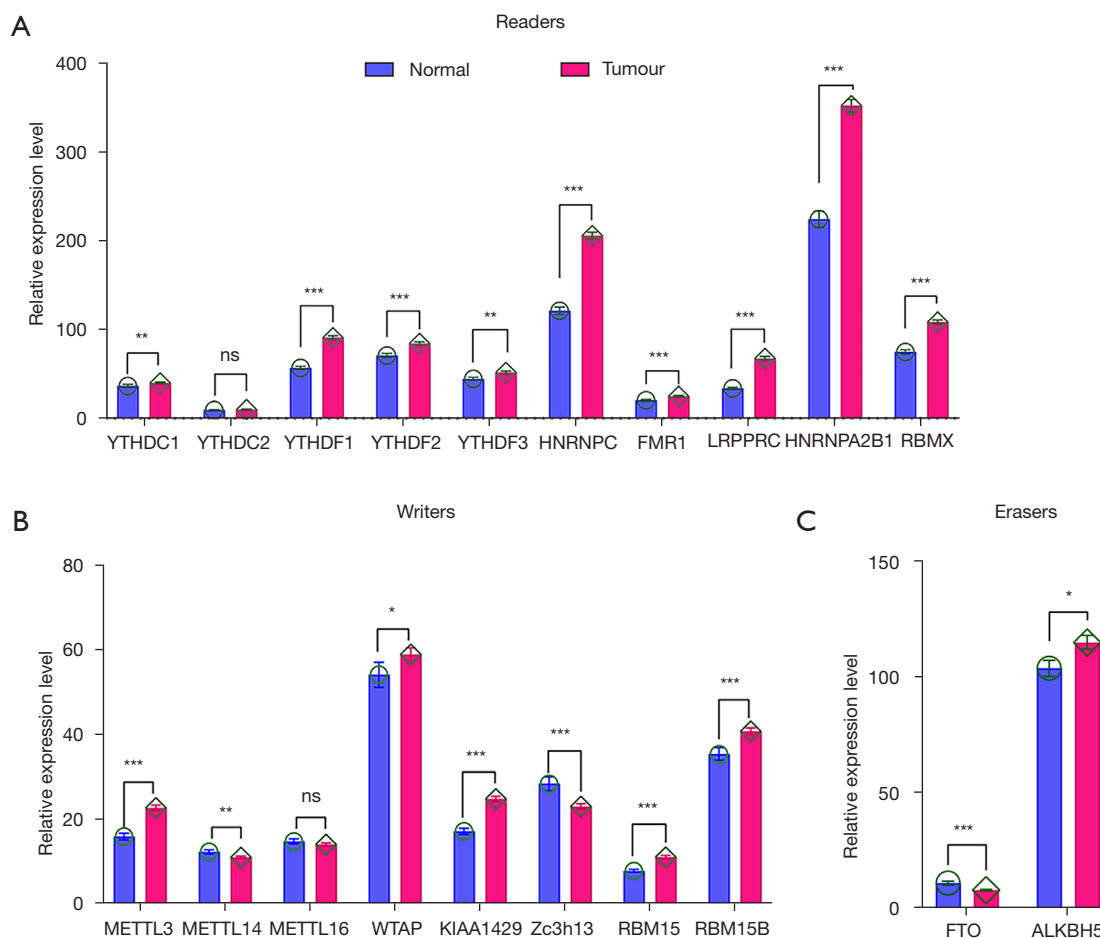 A
Readers
Normal
Tumour
Relative expression level
400
300
200
100
0
**
ns
***
***
**
***
***
***
***
***
YTHDC1 YTHDC2 YTHDF1 YTHDF2 YTHDF3 HNRNPC FMR1 LRPPRC HNRNPA2B1 RBMX
B
Writers
Relative expression level
80
60
40
20
0
***
**
ns
*
***
***
***
***
METTL3 METTL14 METTL16 WTAP KIAA1429 Zc3h13 RBM15 RBM15B
C
Erasers
Relative expression level
150
100
50
0
***
*
FTO ALKBH5